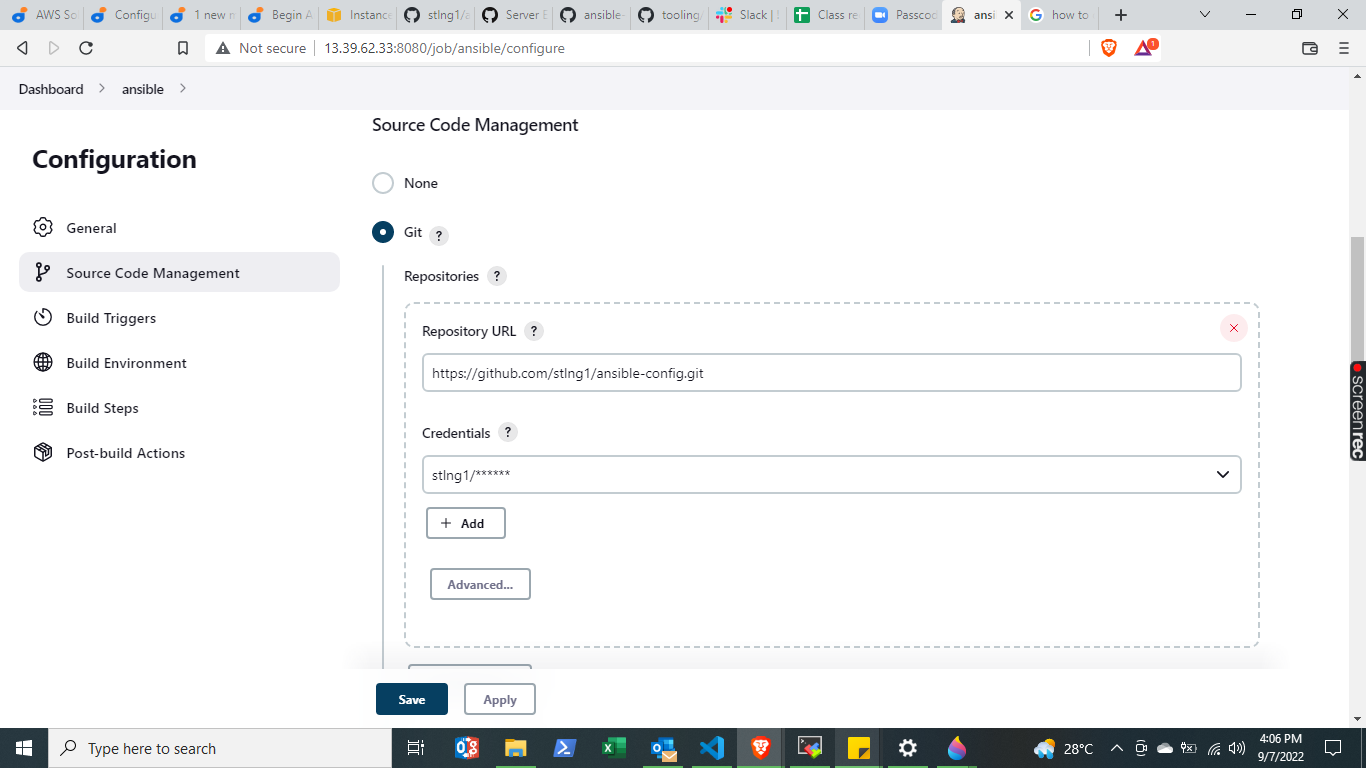 AWS So
Configu
1 new n
Begin A
Instance
stlng1/a
Server E
ansible-
tooling/
Slack |
Class re
Passcod
ansi
how to
Not secure
13.39.62.33:8080/job/ansible/configure
1
Dashboard
ansible
Configuration
General
Source Code Management
Build Triggers
Build Environment
Build Steps
Post-build Actions
Source Code Management
None
Git ?
Repositories ?
Repository URL ?
https://github.com/stlng1/ansible-config.git
Credentials ?
stlng1/******
+ Add
Advanced...
Save
Apply
screenrec
Type here to search
28°C
4:06 PM
9/7/2022